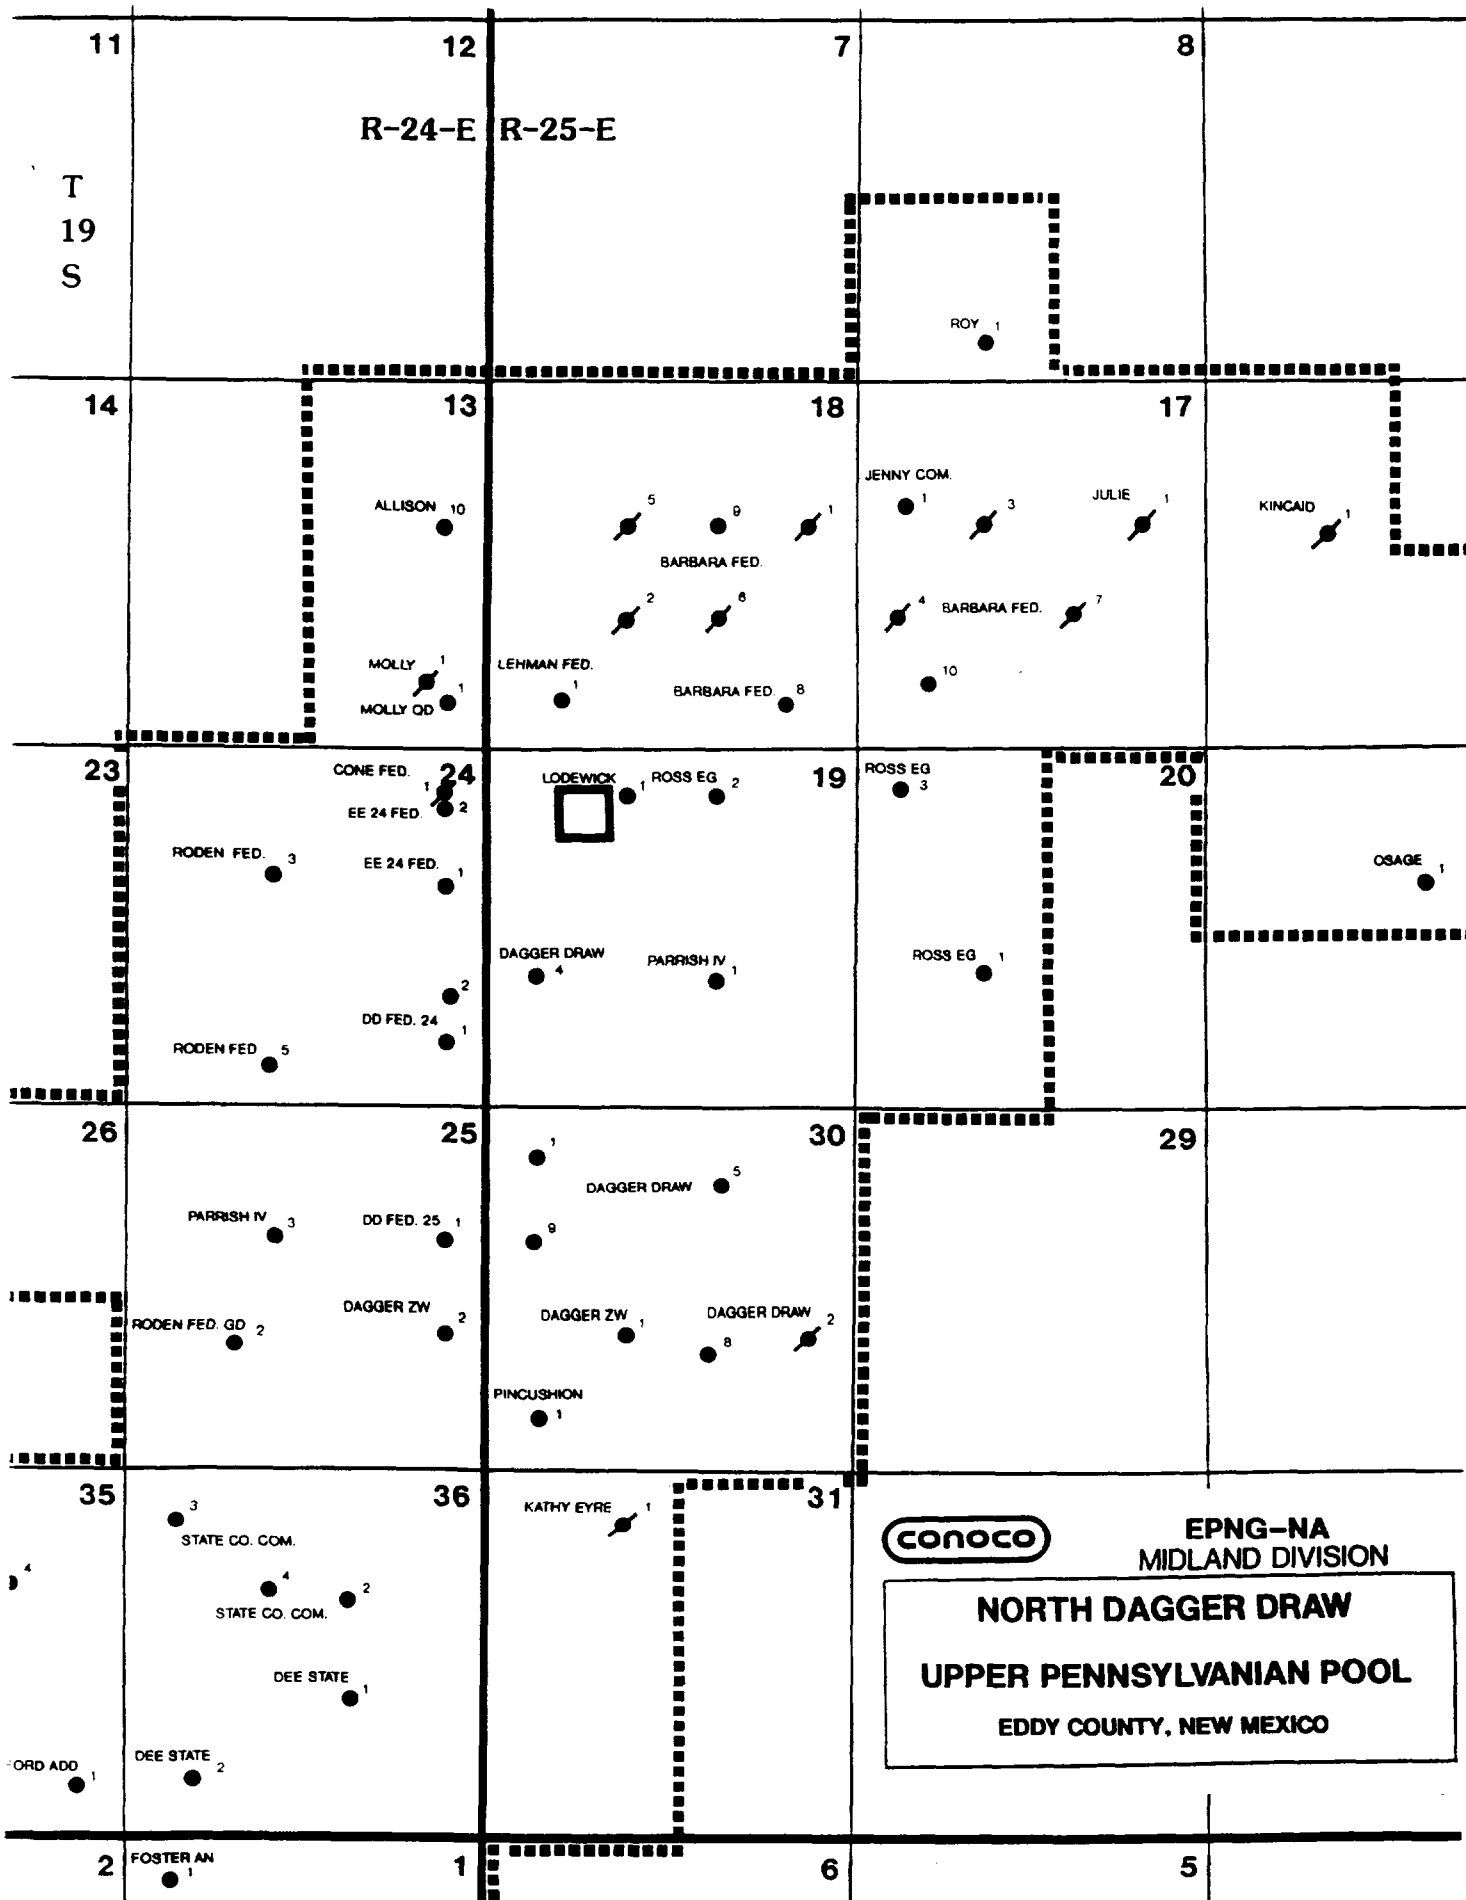 11
12
7
8
R-24-E R-25-E
T
19
S
ROY 1
14
13
18
17
JENNY COM.
1
ALLISON 10
5
9
1
3
JULIE 1
KINCAID 1
BARBARA FED.
2
6
4
BARBARA FED. 7
MOLLY 1
LEHMAN FED.
1
10
1
MOLLY QD
BARBARA FED. 8
23
CONE FED.
1
24
LODEWICK 1
ROSS EG 2
19
ROSS EG
3
20
EE 24 FED. 2
RODEN FED. 3
EE 24 FED.
1
OSAGE 1
DAGGER DRAW
4
PARRISH IV 1
ROSS EG 1
2
DD FED. 24
1
RODEN FED 5
26
25
30
29
1
DAGGER DRAW 5
PARRISH IV 3
DD FED. 25 1
9
RODEN FED. GD 2
DAGGER ZW 2
DAGGER ZW 1
DAGGER DRAW 2
8
PINCUSHION
1
35
36
31
3
STATE CO. COM.
KATHY EYRE 1
4
4
STATE CO. COM.
2
DEE STATE
1
ORD ADD 1
DEE STATE 2
conoco
EPNG-NA
MIDLAND DIVISION
NORTH DAGGER DRAW
UPPER PENNSYLVANIAN POOL
EDDY COUNTY, NEW MEXICO
2
FOSTER AN
1
1
6
5